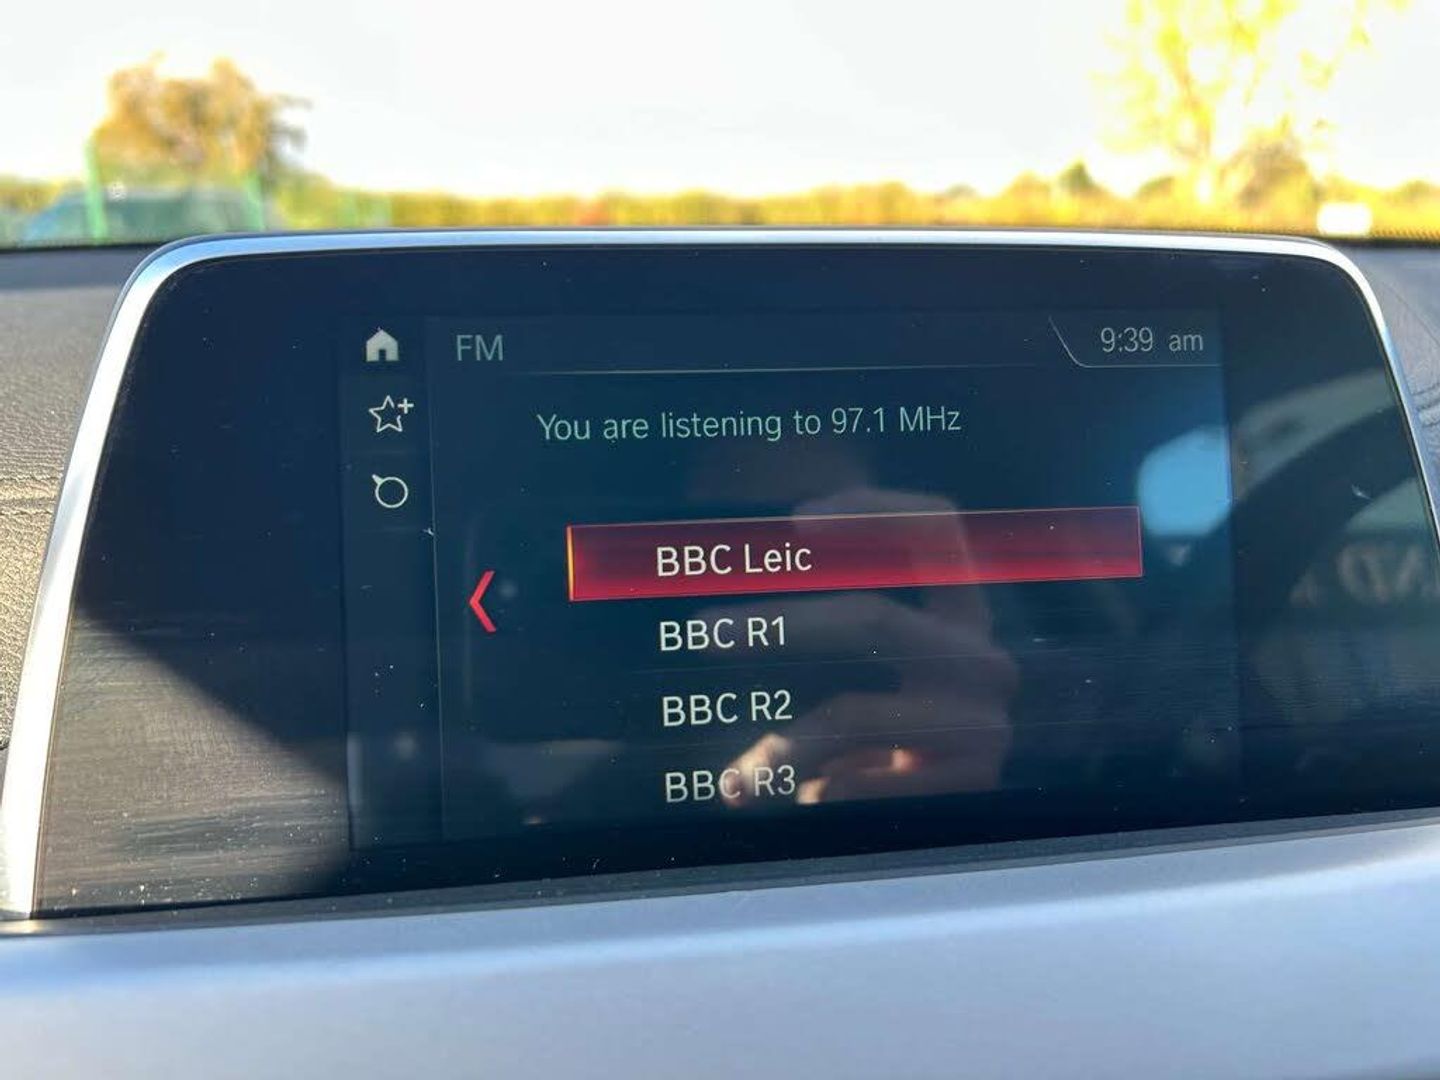 FM
9:39 am
You are listening to 97.1 MHz
BBC Leic
BBC R1
BBC R2
BBC R3